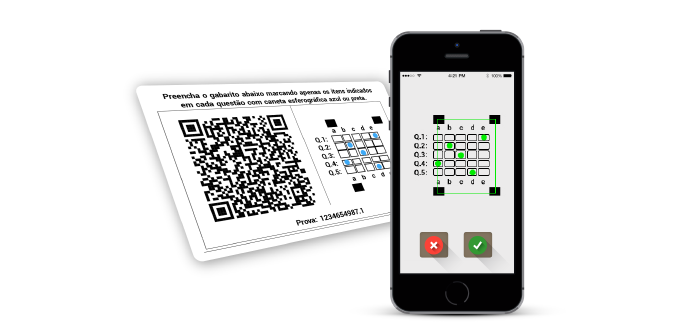 Preencha o gabarito abaixo marcando apenas os itens indicados
em cada questão com caneta esferográfica azul ou preta.
a b c d e
Q.1:
Q.2:
Q.3:
Q.4:
Q.5:
a b c d
Prova: 1234654987.1
4:21 PM 100%
a b c d e
Q.1:
Q.2:
Q.3:
Q.4:
Q.5:
a b c d e